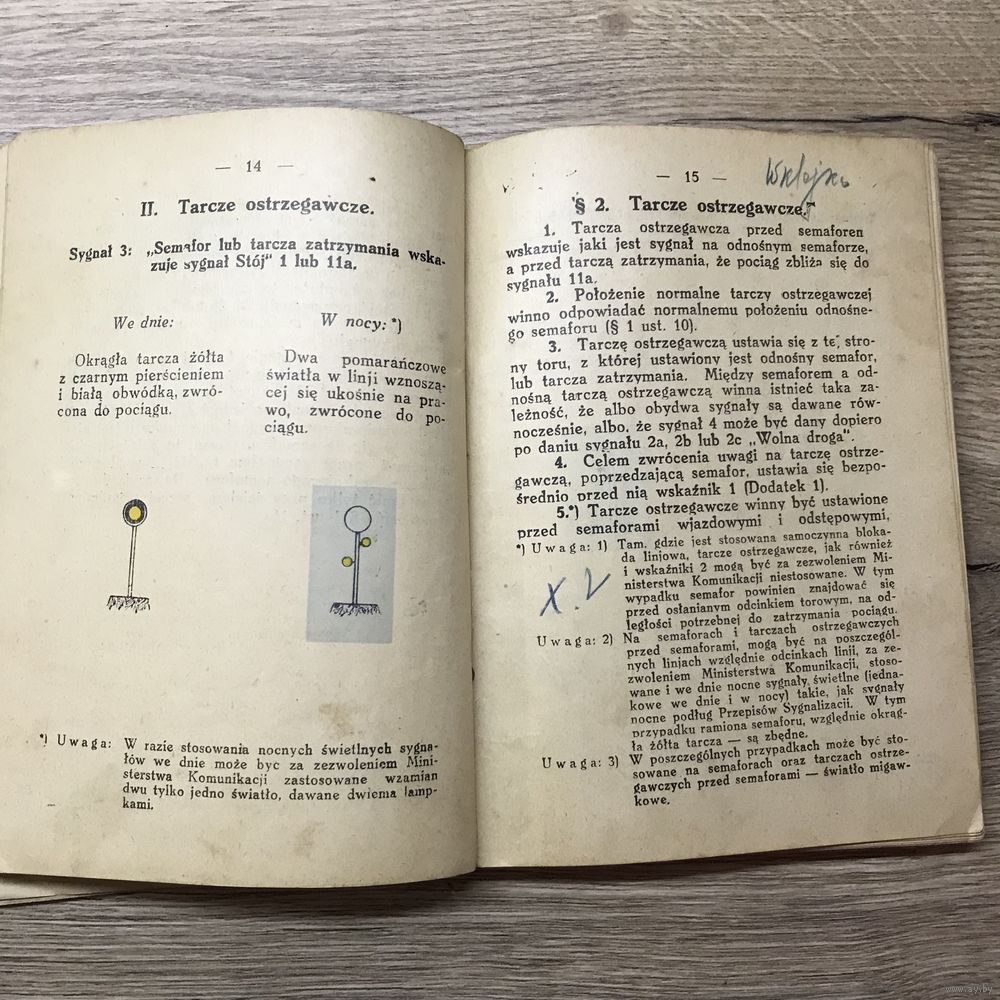 — 14 —
II. Tarcze ostrzegawcze.
Sygnał 3: „Semafor lub tarcza zatrzymania wska-
zuje sygnał Stój" 1 lub 11a.
We dnie:
Okrągła tarcza żółta
z czarnym pierścieniem
i białą obwódką, zwró-
cona do pociągu.
W nocy: *)
Dwa pomarańczowe
światła w linji wznoszą-
cej się ukośnie na pra-
wo, zwrócone do po-
ciągu.
*) Uwaga: W razie stosowania nocnych świetlnych sygna-
łów we dnie może być za zezwoleniem Mini-
sterstwa Komunikacji zastosowane wzamian
dwu tylko jedno światło, dawane dwiema lamp-
kami.
— 15 —
Wklejka
§ 2. Tarcze ostrzegawcze.
1. Tarcza ostrzegawcza przed semaforem
wskazuje jaki jest sygnał na odnośnym semaforze,
a przed tarczą zatrzymania, że pociąg zbliża się do
sygnału 11a.
2. Położenie normalne tarczy ostrzegawczej
winno odpowiadać normalnemu położeniu odnośne-
go semaforu (§ 1 ust. 10).
3. Tarczę ostrzegawczą ustawia się z tej stro-
ny toru, z której ustawiony jest odnośny semafor,
lub tarcza zatrzymania. Między semaforem a od-
nośną tarczą ostrzegawczą winna istnieć taka za-
leżność, że albo obydwa sygnały są dawane rów-
nocześnie, albo, że sygnał 4 może być dany dopiero
po daniu sygnału 2a, 2b lub 2c „Wolna droga".
4. Celem zwrócenia uwagi na tarczę ostrze-
gawczą, poprzedzającą semafor, ustawia się bezpo-
średnio przed nią wskaźnik 1 (Dodatek 1).
5.*) Tarcze ostrzegawcze winny być ustawione
przed semaforami wjazdowymi i odstępowymi,
*) Uwaga: 1) Tam, gdzie jest stosowana samoczynna bloka-
da linjowa, tarcze ostrzegawcze, jak również
i wskaźniki 2 mogą być za zezwoleniem Mi-
nisterstwa Komunikacji niestosowane. W tym
wypadku semafor powinien znajdować się
przed osłanianym odcinkiem torowym, na od-
ległości potrzebnej do zatrzymania pociągu.
X. 2
Uwaga: 2) Na semaforach i tarczach ostrzegawczych
przed semaforami, mogą być na poszczegól-
nych linjach względnie odcinkach linii, za ze-
zwoleniem Ministerstwa Komunikacji, stoso-
wane i we dnie nocne sygnały świetlne (jedna-
kowe we dnie i w nocy) takie, jak sygnały
nocne podług Przepisów Sygnalizacji. W tym
przypadku ramiona semaforu, względnie okrąg-
ła żółta tarcza — są zbędne.
Uwaga: 3) W poszczególnych przypadkach może być sto-
sowane na semaforach oraz tarczach ostrze-
gawczych przed semaforami — światło migaw-
kowe.
www.ay.by